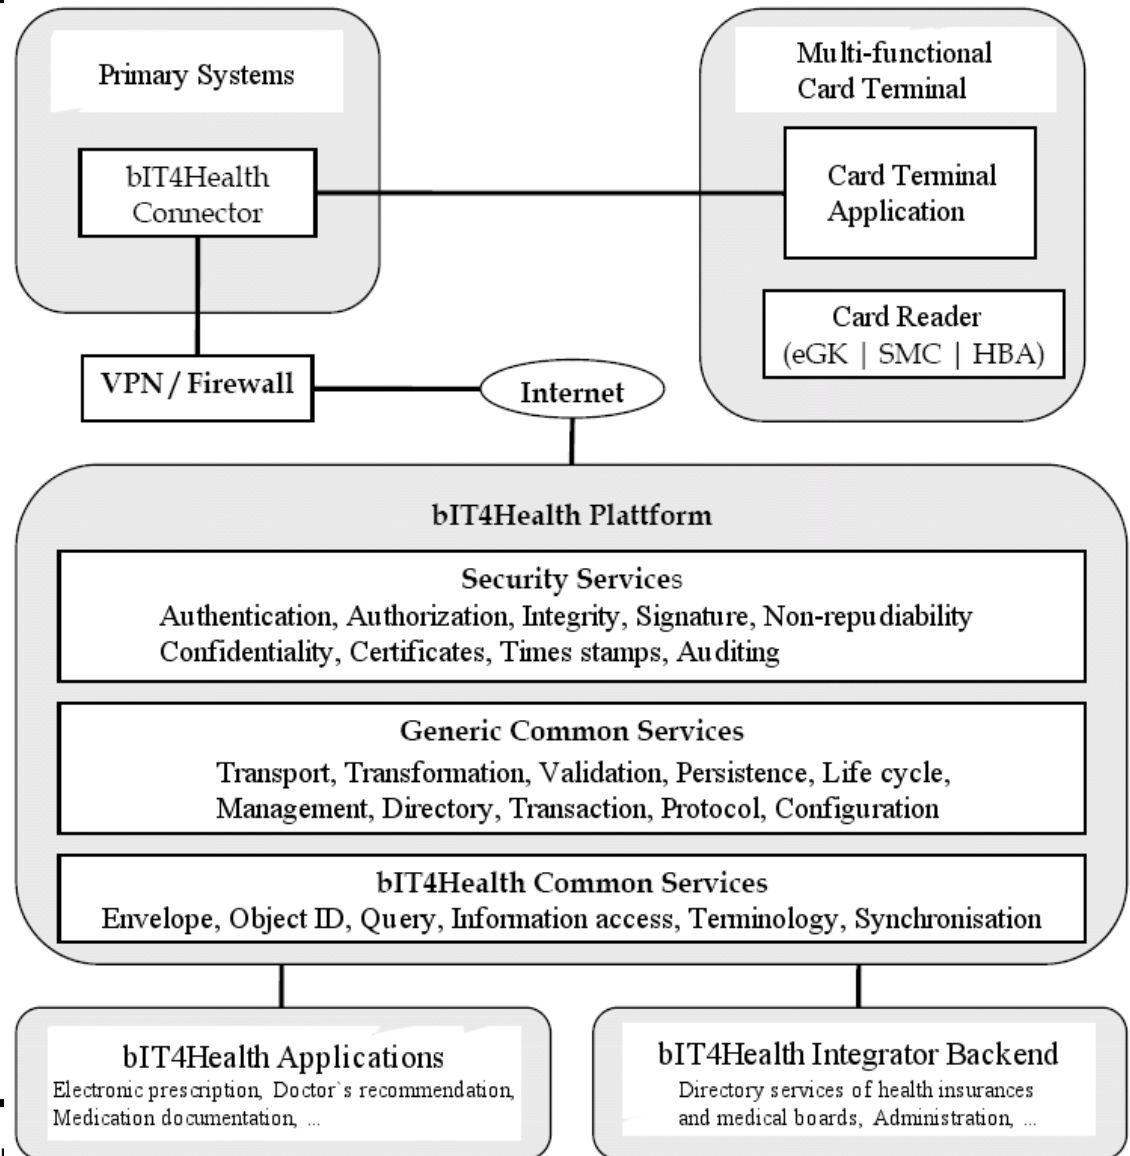 Primary Systems
bIT4Health
Connector
Multi-functional
Card Terminal
Card Terminal
Application
Card Reader
(eGK | SMC | HBA)
VPN / Firewall
Internet
bIT4Health Plattform
Security Services
Authentication, Authorization, Integrity, Signature, Non-repudiability
Confidentiality, Certificates, Times stamps, Auditing
Generic Common Services
Transport, Transformation, Validation, Persistence, Life cycle,
Management, Directory, Transaction, Protocol, Configuration
bIT4Health Common Services
Envelope, Object ID, Query, Information access, Terminology, Synchronisation
bIT4Health Applications
Electronic prescription, Doctor`s recommendation,
Medication documentation, ...
bIT4Health Integrator Backend
Directory services of health insurances
and medical boards, Administration, ...